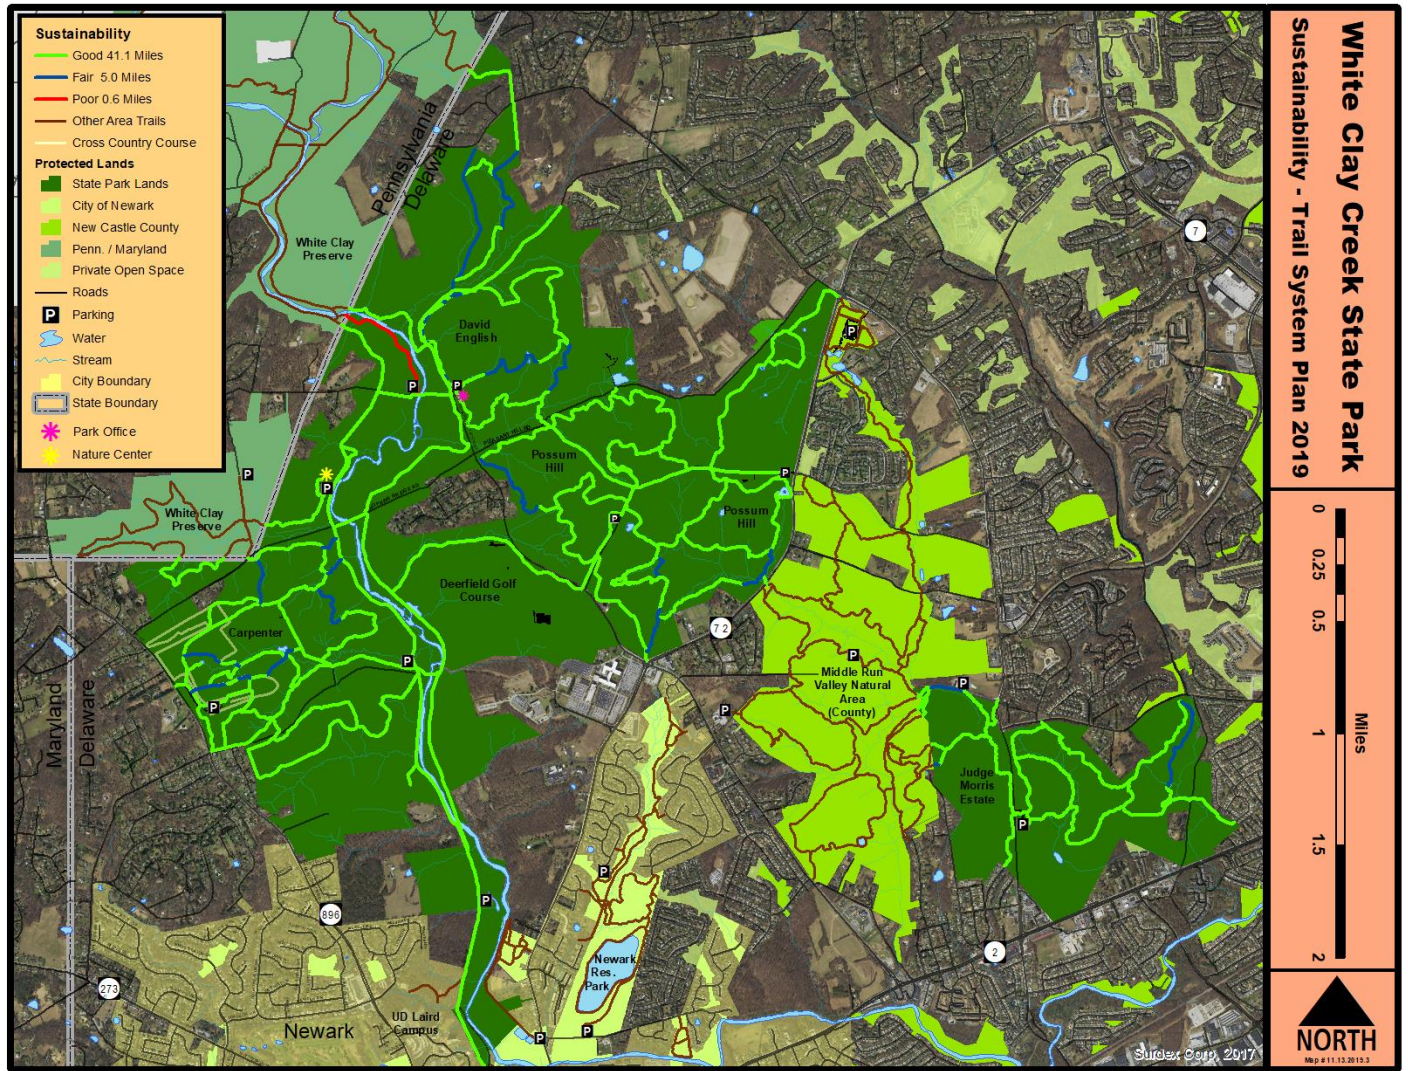 Sustainability
Good 41.1 Miles
Fair 5.0 Miles
Poor 0.6 Miles
Other Area Trails
Cross Country Course
Protected Lands
State Park Lands
City of Newark
New Castle County
Penn. / Maryland
Private Open Space
Roads
P Parking
Water
Stream
City Boundary
State Boundary
Park Office
Nature Center
White Clay Creek State Park
Sustainability - Trail System Plan 2019
0
0.25
0.5
1
1.5
2
Miles
NORTH
Map # 11.13.2019.3
Pennsylvania
Delaware
White Clay
Preserve
7
David
English
P
P
P
Possum
Hill
P
P
White Clay
Preserve
P
P
P
Possum
Hill
Deerfield Golf
Course
72
Carpenter
P
P
Middle Run
Valley Natural
Area
(County)
P
P
P
Maryland
Delaware
Judge
Morris
Estate
P
P
P
896
2
273
Newark
Res.
Park
UD Laird
Campus
Newark
P
P
Surdex Corp, 2017